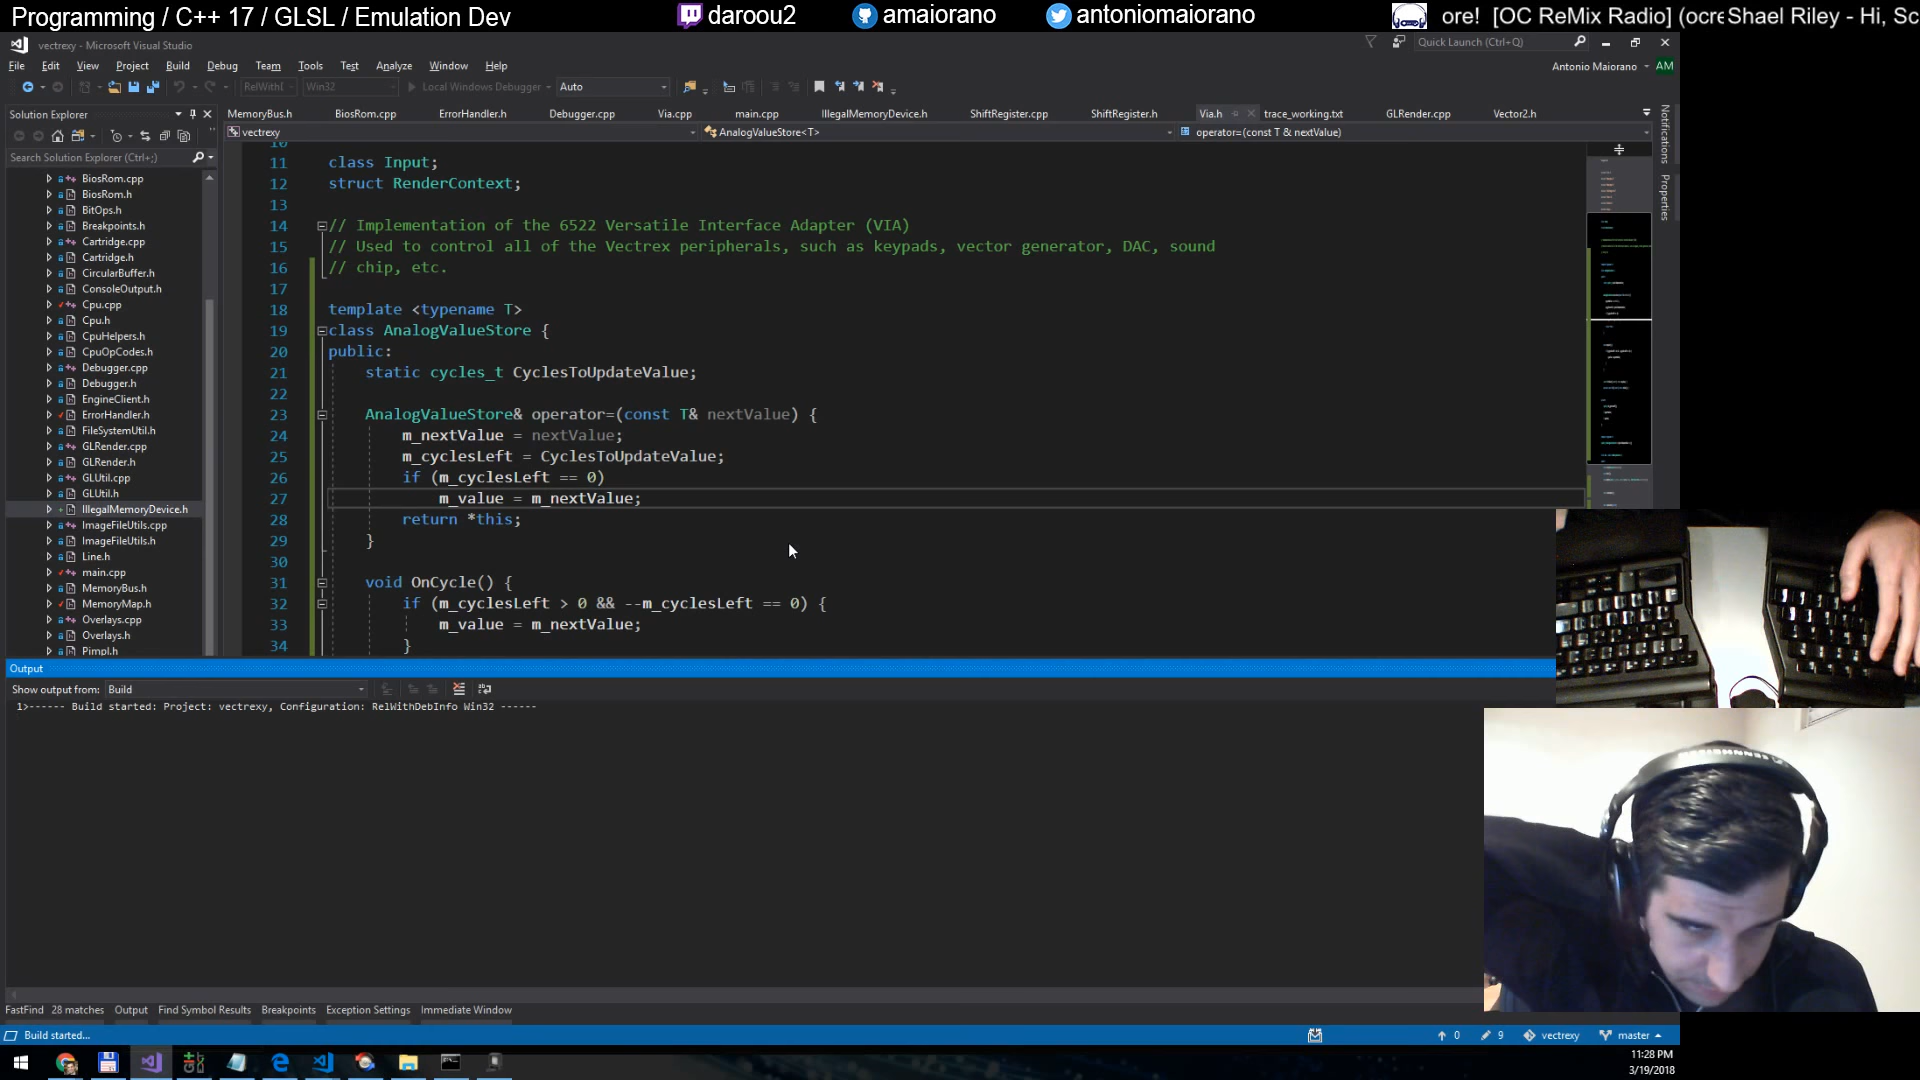 Programming / C++ 17 / GLSL / Emulation Dev
daroou2
amaiorano
antoniomaiorano
ore! [OC ReMix Radio] (ocre
Shael Riley - Hi, Sc
vectrexy - Microsoft Visual Studio
Quick Launch (Ctrl+Q)
File Edit View Project Build Debug Team Tools Test Analyze Window Help
Antonio Maiorano AM
RelWith Win32 Local Windows Debugger Auto
Solution Explorer
MemoryBus.h BiosRom.cpp ErrorHandler.h Debugger.cpp Via.cpp main.cpp IllegalMemoryDevice.h ShiftRegister.cpp ShiftRegister.h Via.h trace_working.txt GLRender.cpp Vector2.h
vectrexy AnalogValueStore<T> operator=(const T & nextValue)
Notifications
Properties
Search Solution Explorer (Ctrl+;)
BiosRom.cpp
BiosRom.h
BitOps.h
Breakpoints.h
Cartridge.cpp
Cartridge.h
CircularBuffer.h
ConsoleOutput.h
Cpu.cpp
Cpu.h
CpuHelpers.h
CpuOpCodes.h
Debugger.cpp
Debugger.h
EngineClient.h
ErrorHandler.h
FileSystemUtil.h
GLRender.cpp
GLRender.h
GLUtil.cpp
GLUtil.h
IllegalMemoryDevice.h
ImageFileUtils.cpp
ImageFileUtils.h
Line.h
main.cpp
MemoryBus.h
MemoryMap.h
Overlays.cpp
Overlays.h
Pimpl.h
10
11 class Input;
12 struct RenderContext;
13
14 // Implementation of the 6522 Versatile Interface Adapter (VIA)
15 // Used to control all of the Vectrex peripherals, such as keypads, vector generator, DAC, sound
16 // chip, etc.
17
18 template <typename T>
19 class AnalogValueStore {
20 public:
21 static cycles_t CyclesToUpdateValue;
22
23 AnalogValueStore& operator=(const T& nextValue) {
24 m_nextValue = nextValue;
25 m_cyclesLeft = CyclesToUpdateValue;
26 if (m_cyclesLeft == 0)
27 m_value = m_nextValue;
28 return *this;
29 }
30
31 void OnCycle() {
32 if (m_cyclesLeft > 0 && --m_cyclesLeft == 0) {
33 m_value = m_nextValue;
34 }
Output
Show output from: Build
1>------ Build started: Project: vectrexy, Configuration: RelWithDebInfo Win32 ------
FastFind 28 matches Output Find Symbol Results Breakpoints Exception Settings Immediate Window
Build started... 0 9 vectrexy master
11:28 PM
3/19/2018